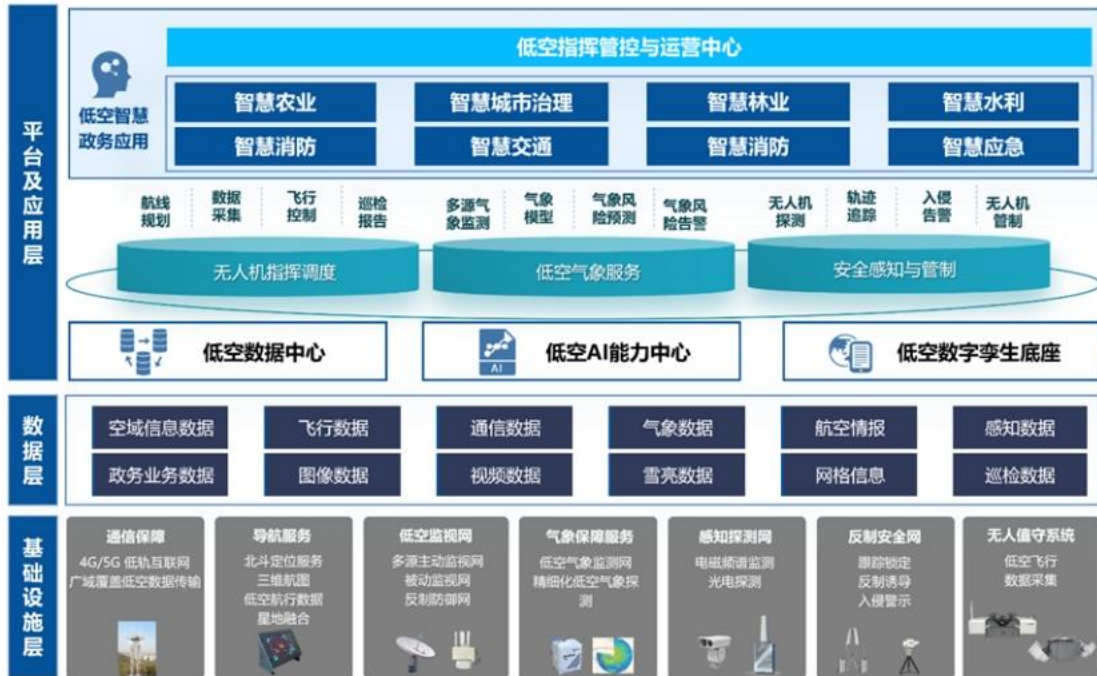 平台及应用层
低空智慧
政务应用
低空指挥管控与运营中心
智慧农业
智慧城市治理
智慧林业
智慧水利
智慧消防
智慧交通
智慧消防
智慧应急
航线
规划
数据
采集
飞行
控制
巡检
报告
多源气
象监测
气象
模型
气象风
险预测
气象风
险告警
无人机
探测
轨迹
追踪
入侵
告警
无人机
管制
无人机指挥调度
低空气象服务
安全感知与管制
低空数据中心
AI
低空AI能力中心
低空数字孪生底座
数据层
空域信息数据
飞行数据
通信数据
气象数据
航空情报
感知数据
政务业务数据
图像数据
视频数据
雪亮数据
网格信息
巡检数据
基础设施层
通信保障
4G/5G 低轨互联网
广域覆盖低空数据传输
导航服务
北斗定位服务
三维航图
低空航行数据
星地融合
低空监视网
多源主动监视网
被动监视网
反制防御网
气象保障服务
低空气象监测网
精细化低空气象探
测
感知探测网
电磁频谱监测
光电探测
反制安全网
跟踪锁定
反制诱导
入侵警示
无人值守系统
低空飞行
数据采集